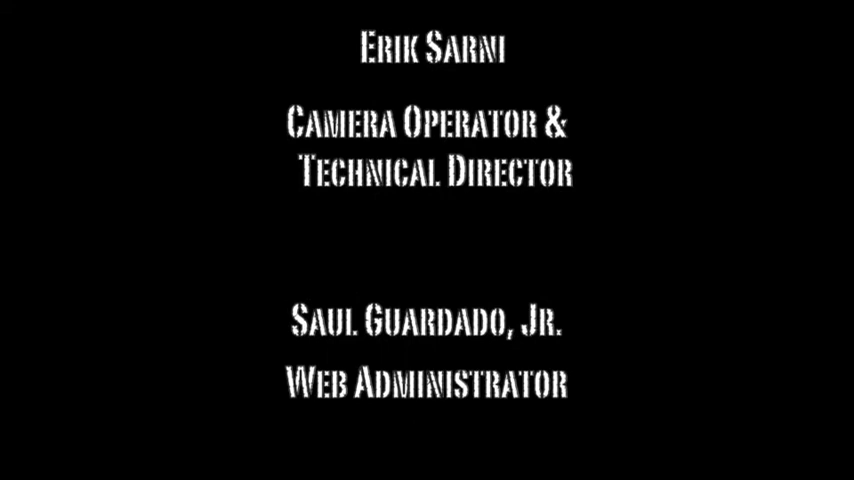 Erik Sarni
Camera Operator &
Technical Director
Saul Guardado, Jr.
Web Administrator